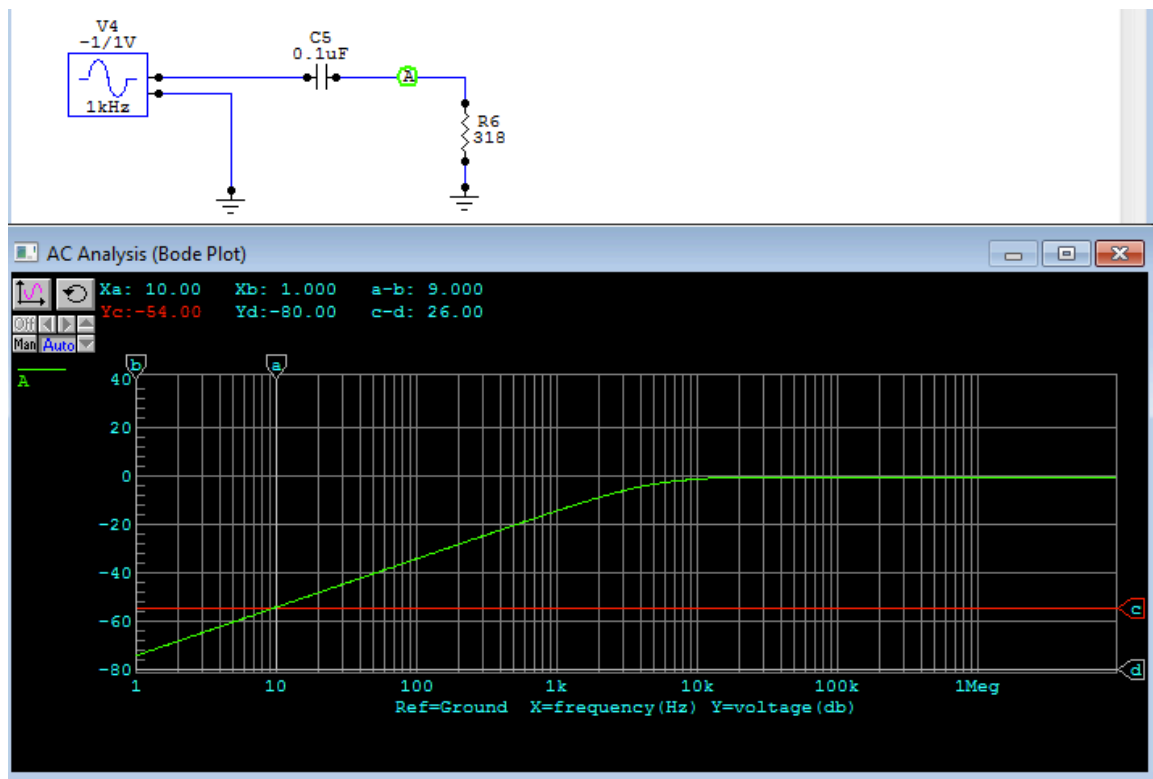 V4
-1/1V
1kHz
C5
0.1uF
A
R6
318
AC Analysis (Bode Plot)
Xa: 10.00 Xb: 1.000 a-b: 9.000
Yc:-54.00 Yd:-80.00 c-d: 26.00
Off
Man Auto
A
b a
40
20
0
-20
-40
-60
-80
c
d
1 10 100 1k 10k 100k 1Meg
Ref=Ground X=frequency(Hz) Y=voltage(db)